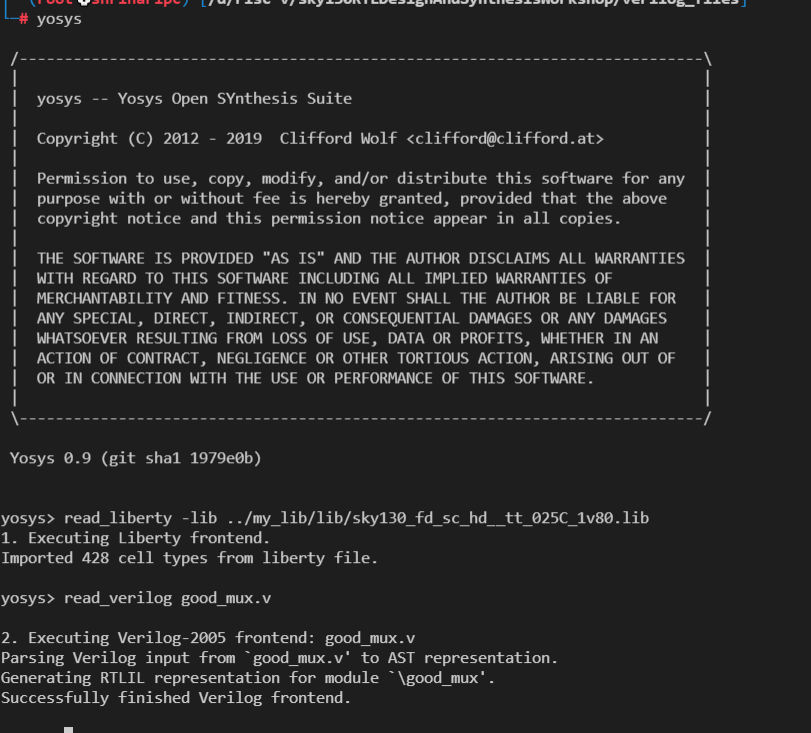 (root shrihari
pc) [/d/risc-v/sky130RTLDesignAndSynthesisWorkshop/verilog_files]
# yosys
/----------------------------------------------------------------------------\
| |
| yosys -- Yosys Open SYnthesis Suite |
| |
| Copyright (C) 2012 - 2019  Clifford Wolf <clifford@clifford.at> |
| |
| Permission to use, copy, modify, and/or distribute this software for any |
| purpose with or without fee is hereby granted, provided that the above |
| copyright notice and this permission notice appear in all copies. |
| |
| THE SOFTWARE IS PROVIDED "AS IS" AND THE AUTHOR DISCLAIMS ALL WARRANTIES |
| WITH REGARD TO THIS SOFTWARE INCLUDING ALL IMPLIED WARRANTIES OF |
| MERCHANTABILITY AND FITNESS. IN NO EVENT SHALL THE AUTHOR BE LIABLE FOR |
| ANY SPECIAL, DIRECT, INDIRECT, OR CONSEQUENTIAL DAMAGES OR ANY DAMAGES |
| WHATSOEVER RESULTING FROM LOSS OF USE, DATA OR PROFITS, WHETHER IN AN |
| ACTION OF CONTRACT, NEGLIGENCE OR OTHER TORTIOUS ACTION, ARISING OUT OF |
| OR IN CONNECTION WITH THE USE OR PERFORMANCE OF THIS SOFTWARE. |
| |
\----------------------------------------------------------------------------/
Yosys 0.9 (git sha1 1979e0b)
yosys> read_liberty -lib ../my_lib/lib/sky130_fd_sc_hd__tt_025C_1v80.lib
1. Executing Liberty frontend.
Imported 428 cell types from liberty file.
yosys> read_verilog good_mux.v
2. Executing Verilog-2005 frontend: good_mux.v
Parsing Verilog input from `good_mux.v' to AST representation.
Generating RTLIL representation for module `\good_mux'.
Successfully finished Verilog frontend.